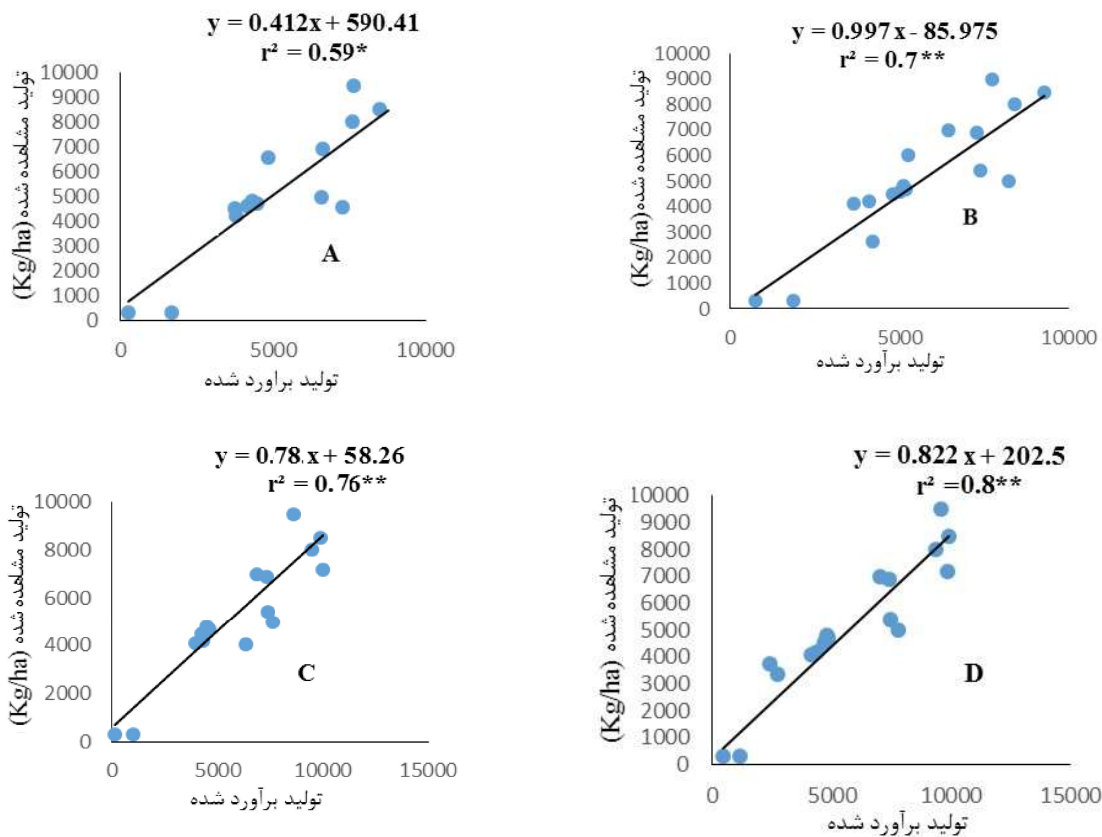 y = 0.412x + 590.41
r² = 0.59*
تولید مشاهده شده (Kg/ha)
10000
9000
8000
7000
6000
5000
4000
3000
2000
1000
0
A
0 5000 10000
تولید براورد شده
y = 0.997x - 85.975
r² = 0.7**
تولید مشاهده شده (Kg/ha)
10000
9000
8000
7000
6000
5000
4000
3000
2000
1000
0
B
0 5000 10000
تولید برآورد شده
y = 0.78.x + 58.26
r² = 0.76**
تولید مشاهده شده (Kg/ha)
10000
8000
6000
4000
2000
0
C
0 5000 10000 15000
تولید برآورد شده
y = 0.822 x + 202.5
r² =0.8**
تولید مشاهده شده (Kg/ha)
10000
9000
8000
7000
6000
5000
4000
3000
2000
1000
0
D
0 5000 10000 15000
تولید برآورد شده